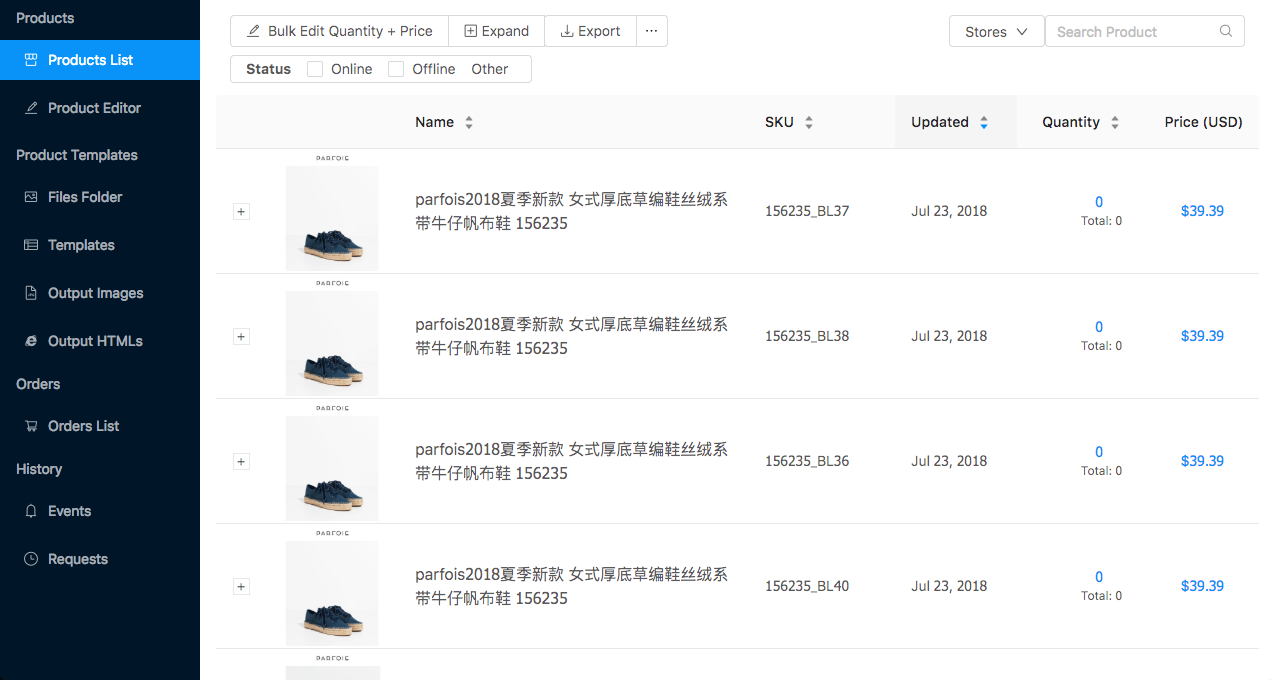 Products
Products List
Product Editor
Product Templates
Files Folder
Templates
Output Images
Output HTMLs
Orders
Orders List
History
Events
Requests
Bulk Edit Quantity + Price
Expand
Export
Stores
Search Product
Status
Online
Offline
Other
Name
SKU
Updated
Quantity
Price (USD)
PARFOIS
parfois2018夏季新款 女式厚底草编鞋丝绒系
带牛仔帆布鞋 156235
156235_BL37
Jul 23, 2018
0
Total: 0
$39.39
PARFOIS
parfois2018夏季新款 女式厚底草编鞋丝绒系
带牛仔帆布鞋 156235
156235_BL38
Jul 23, 2018
0
Total: 0
$39.39
PARFOIS
parfois2018夏季新款 女式厚底草编鞋丝绒系
带牛仔帆布鞋 156235
156235_BL36
Jul 23, 2018
0
Total: 0
$39.39
PARFOIS
parfois2018夏季新款 女式厚底草编鞋丝绒系
带牛仔帆布鞋 156235
156235_BL40
Jul 23, 2018
0
Total: 0
$39.39
PARFOIS